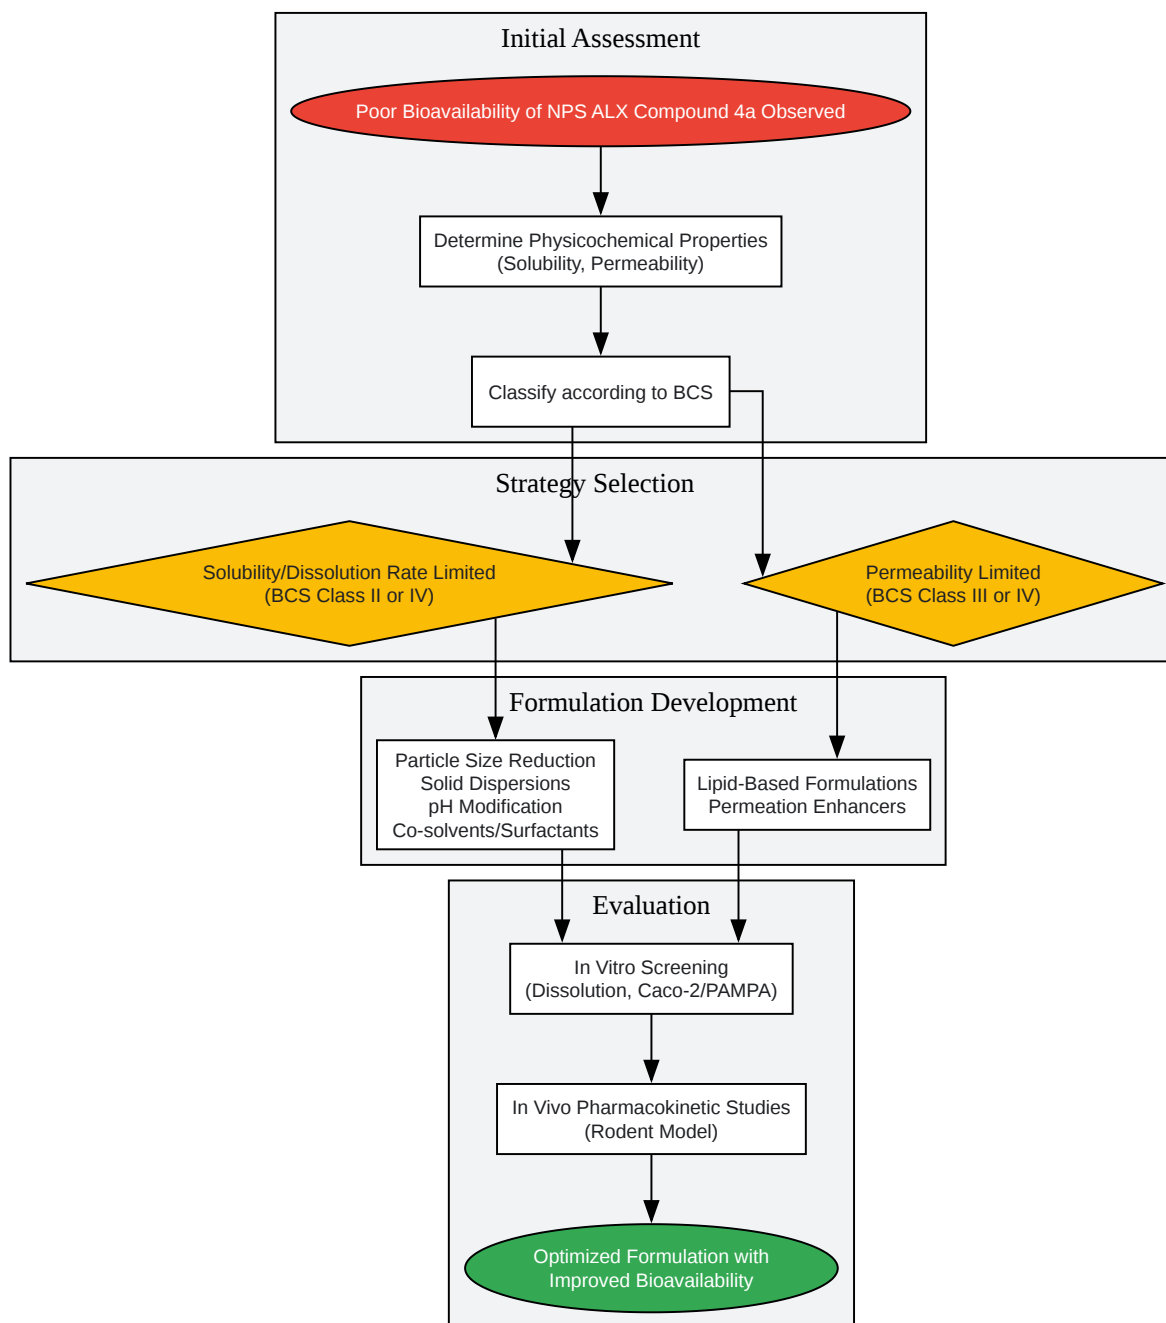 Initial Assessment
Poor Bioavailability of NPS ALX Compound 4a Observed
Determine Physicochemical Properties
(Solubility, Permeability)
Classify according to BCS
Strategy Selection
Solubility/Dissolution Rate Limited
(BCS Class II or IV)
Permeability Limited
(BCS Class III or IV)
Formulation Development
Particle Size Reduction
Solid Dispersions
pH Modification
Co-solvents/Surfactants
Lipid-Based Formulations
Permeation Enhancers
Evaluation
In Vitro Screening
(Dissolution, Caco-2/PAMPA)
In Vivo Pharmacokinetic Studies
(Rodent Model)
Optimized Formulation with
Improved Bioavailability